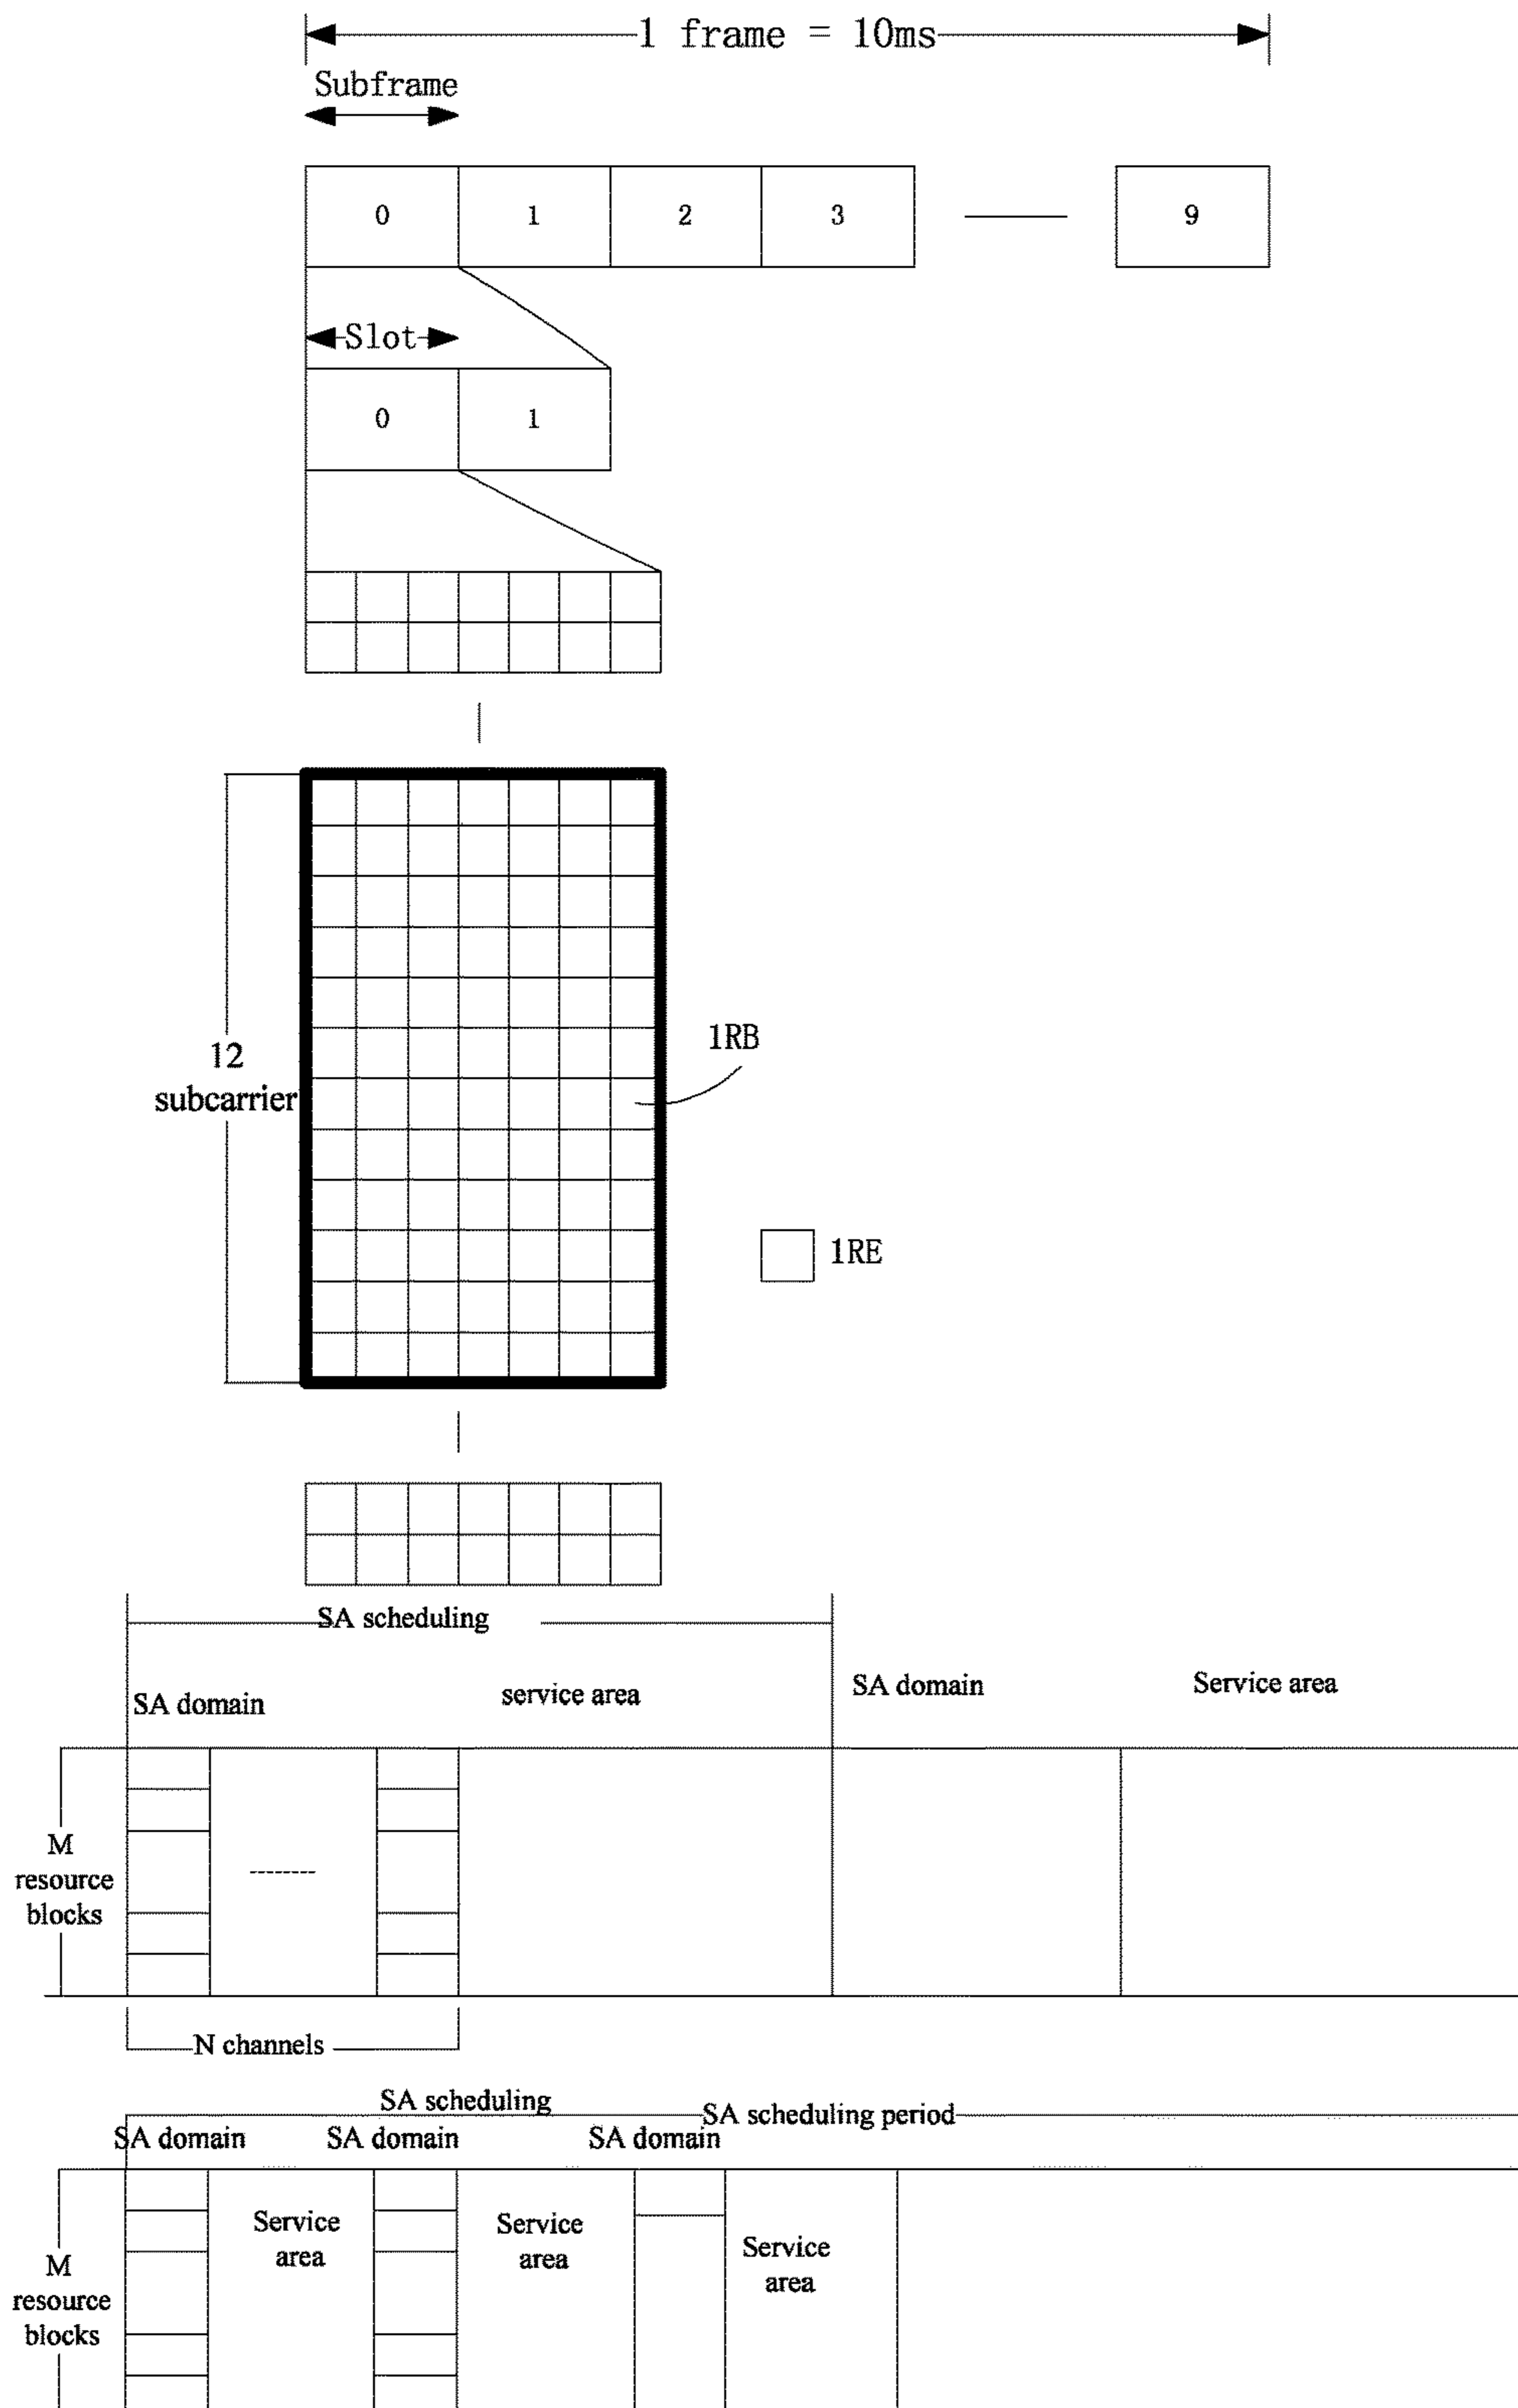 1 frame = 10ms
Subframe
0 1 2 3 9
Slot
0 1
12
subcarrier
1RB
1RE
SA scheduling
SA domain service area SA domain Service area
M
resource
blocks
N channels
SA scheduling
SA scheduling period
SA domain SA domain SA domain
Service
area
Service
area
Service
area
M
resource
blocks